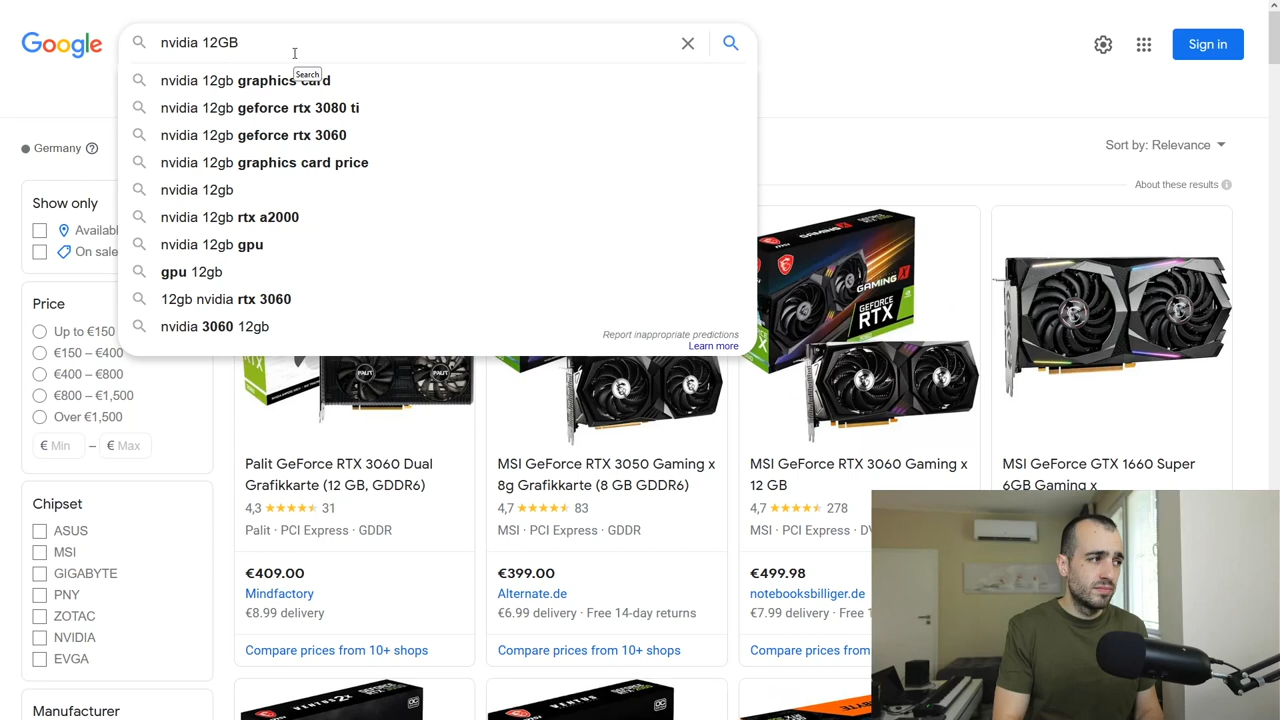 Google
nvidia 12GB
Sign in
Search
nvidia 12gb graphics card
nvidia 12gb geforce rtx 3080 ti
nvidia 12gb geforce rtx 3060
nvidia 12gb graphics card price
nvidia 12gb
nvidia 12gb rtx a2000
nvidia 12gb gpu
gpu 12gb
12gb nvidia rtx 3060
nvidia 3060 12gb
Report inappropriate predictions
Learn more
Germany
Sort by: Relevance
About these results
Show only
Availab
On sale
Price
Up to €150
€150 – €400
€400 – €800
€800 – €1,500
Over €1,500
€ Min – € Max
Chipset
ASUS
MSI
GIGABYTE
PNY
ZOTAC
NVIDIA
EVGA
Manufacturer
Palit GeForce RTX 3060 Dual
Grafikkarte (12 GB, GDDR6)
4,3 31
Palit · PCI Express · GDDR
€409.00
Mindfactory
€8.99 delivery
Compare prices from 10+ shops
MSI GeForce RTX 3050 Gaming x
8g Grafikkarte (8 GB GDDR6)
4,7 83
MSI · PCI Express · GDDR
€399.00
Alternate.de
€6.99 delivery · Free 14-day returns
Compare prices from 10+ shops
GAMING X
GEFORCE
RTX
MSI GeForce RTX 3060 Gaming x
12 GB
4,7 278
MSI · PCI Express · DV
€499.98
notebooksbilliger.de
€7.99 delivery · Free 1
Compare prices from
MSI GeForce GTX 1660 Super
6GB Gaming x